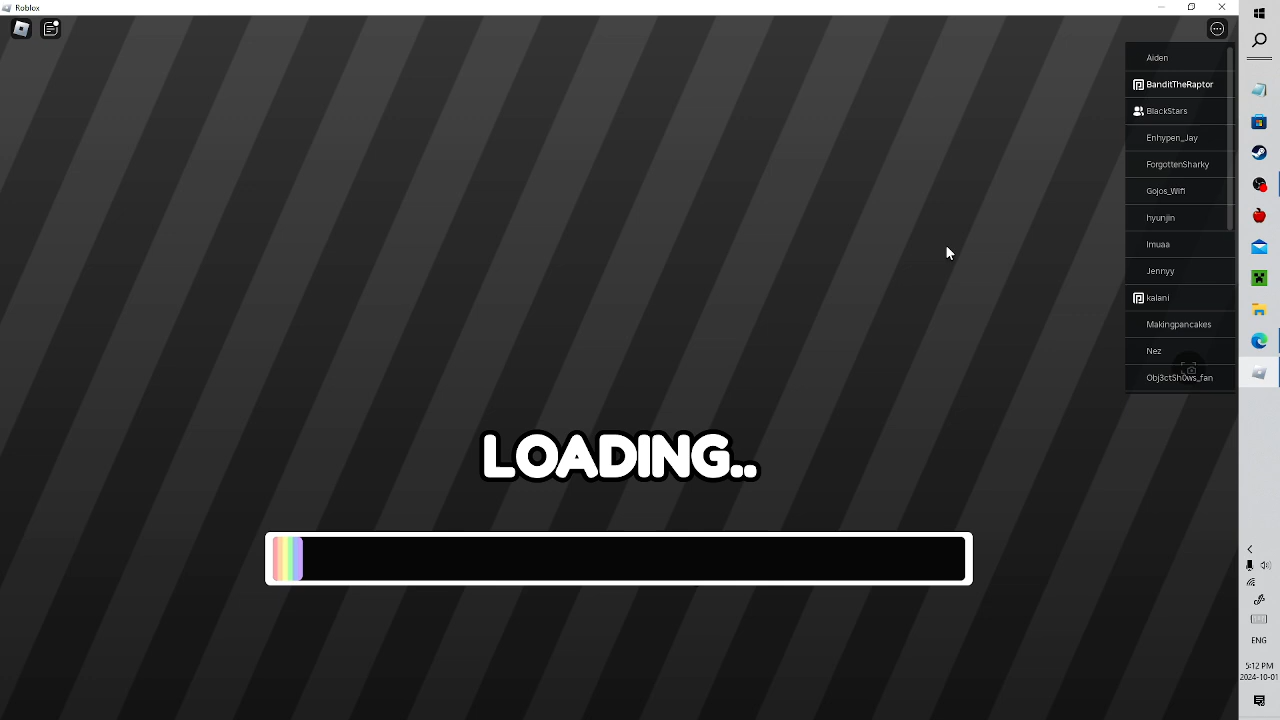 Roblox
Aiden
BanditTheRaptor
BlackStars
Enhypen_Jay
ForgottenSharky
Gojos_Wifi
hyunjin
Imuaa
Jennyy
kalani
Makingpancakes
Nez
Obj3ctSh0ws_fan
LOADING..
ENG
5:12 PM
2024-10-01